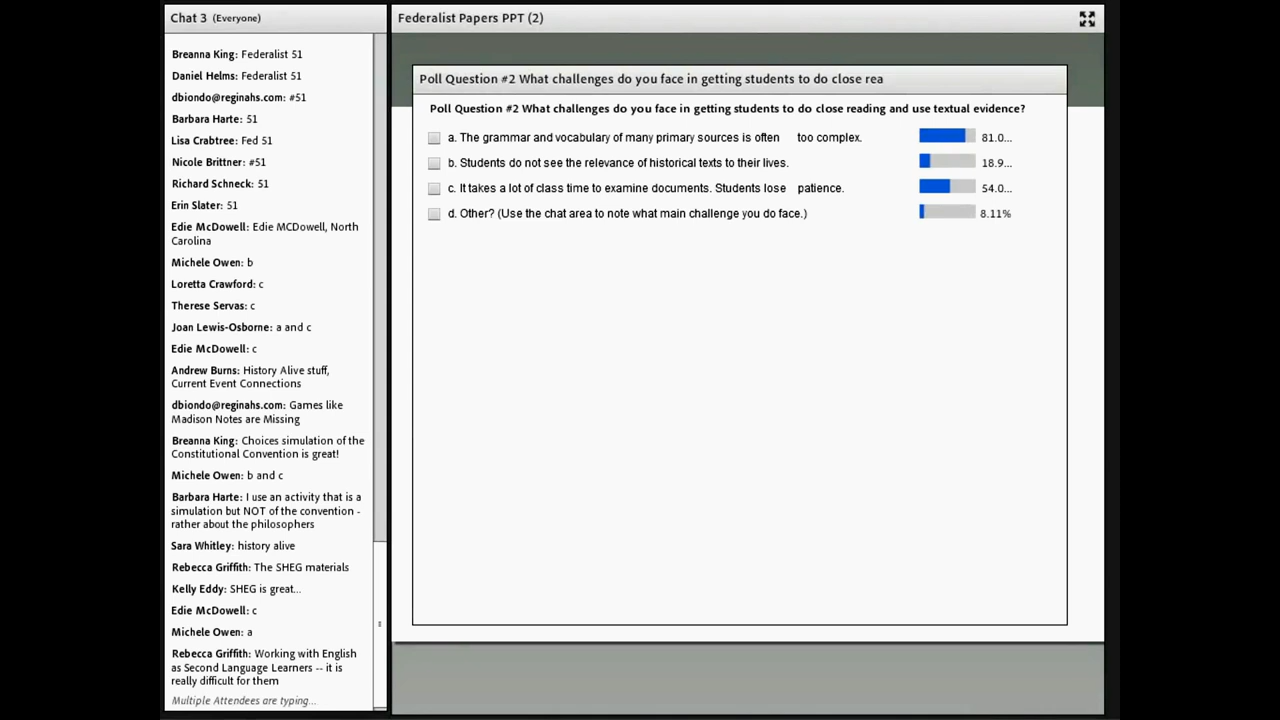 Chat 3 (Everyone)
Breanna King: Federalist 51
Daniel Helms: Federalist 51
dbiondo@reginahs.com: #51
Barbara Harte: 51
Lisa Crabtree: Fed 51
Nicole Brittner: #51
Richard Schneck: 51
Erin Slater: 51
Edie McDowell: Edie MCDowell, North
Carolina
Michele Owen: b
Loretta Crawford: c
Therese Servas: c
Joan Lewis-Osborne: a and c
Edie McDowell: c
Andrew Burns: History Alive stuff,
Current Event Connections
dbiondo@reginahs.com: Games like
Madison Notes are Missing
Breanna King: Choices simulation of the
Constitutional Convention is great!
Michele Owen: b and c
Barbara Harte: I use an activity that is a
simulation but NOT of the convention -
rather about the philosophers
Sara Whitley: history alive
Rebecca Griffith: The SHEG materials
Kelly Eddy: SHEG is great...
Edie McDowell: c
Michele Owen: a
Rebecca Griffith: Working with English
as Second Language Learners -- it is
really difficult for them
Multiple Attendees are typing...
Federalist Papers PPT (2)
Poll Question #2 What challenges do you face in getting students to do close rea
Poll Question #2 What challenges do you face in getting students to do close reading and use textual evidence?
a. The grammar and vocabulary of many primary sources is often too complex. 81.0...
b. Students do not see the relevance of historical texts to their lives. 18.9...
c. It takes a lot of class time to examine documents. Students lose patience. 54.0...
d. Other? (Use the chat area to note what main challenge you do face.) 8.11%